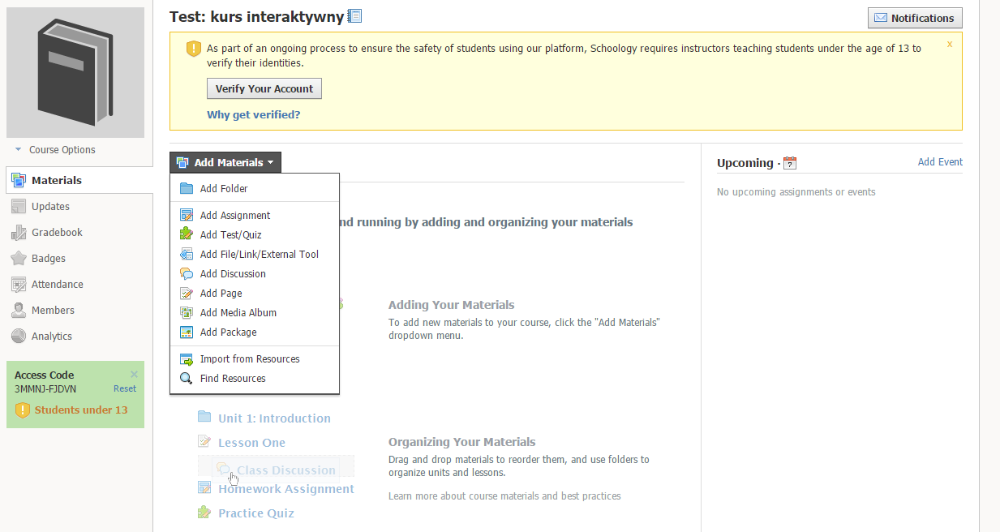 Test: kurs interaktywny
Notifications
As part of an ongoing process to ensure the safety of students using our platform, Schoology requires instructors teaching students under the age of 13 to
verify their identities.
x
Verify Your Account
Why get verified?
Course Options
Materials
Updates
Gradebook
Badges
Attendance
Members
Analytics
Access Code
3MMNJ-FJDVN
Reset
Students under 13
Add Materials
Add Folder
Add Assignment
Add Test/Quiz
Add File/Link/External Tool
Add Discussion
Add Page
Add Media Album
Add Package
Import from Resources
Find Resources
running by adding and organizing your materials
Adding Your Materials
To add new materials to your course, click the "Add Materials"
dropdown menu.
Unit 1: Introduction
Lesson One
Class Discussion
Homework Assignment
Practice Quiz
Organizing Your Materials
Drag and drop materials to reorder them, and use folders to
organize units and lessons.
Learn more about course materials and best practices
Upcoming ·
?
Add Event
No upcoming assignments or events